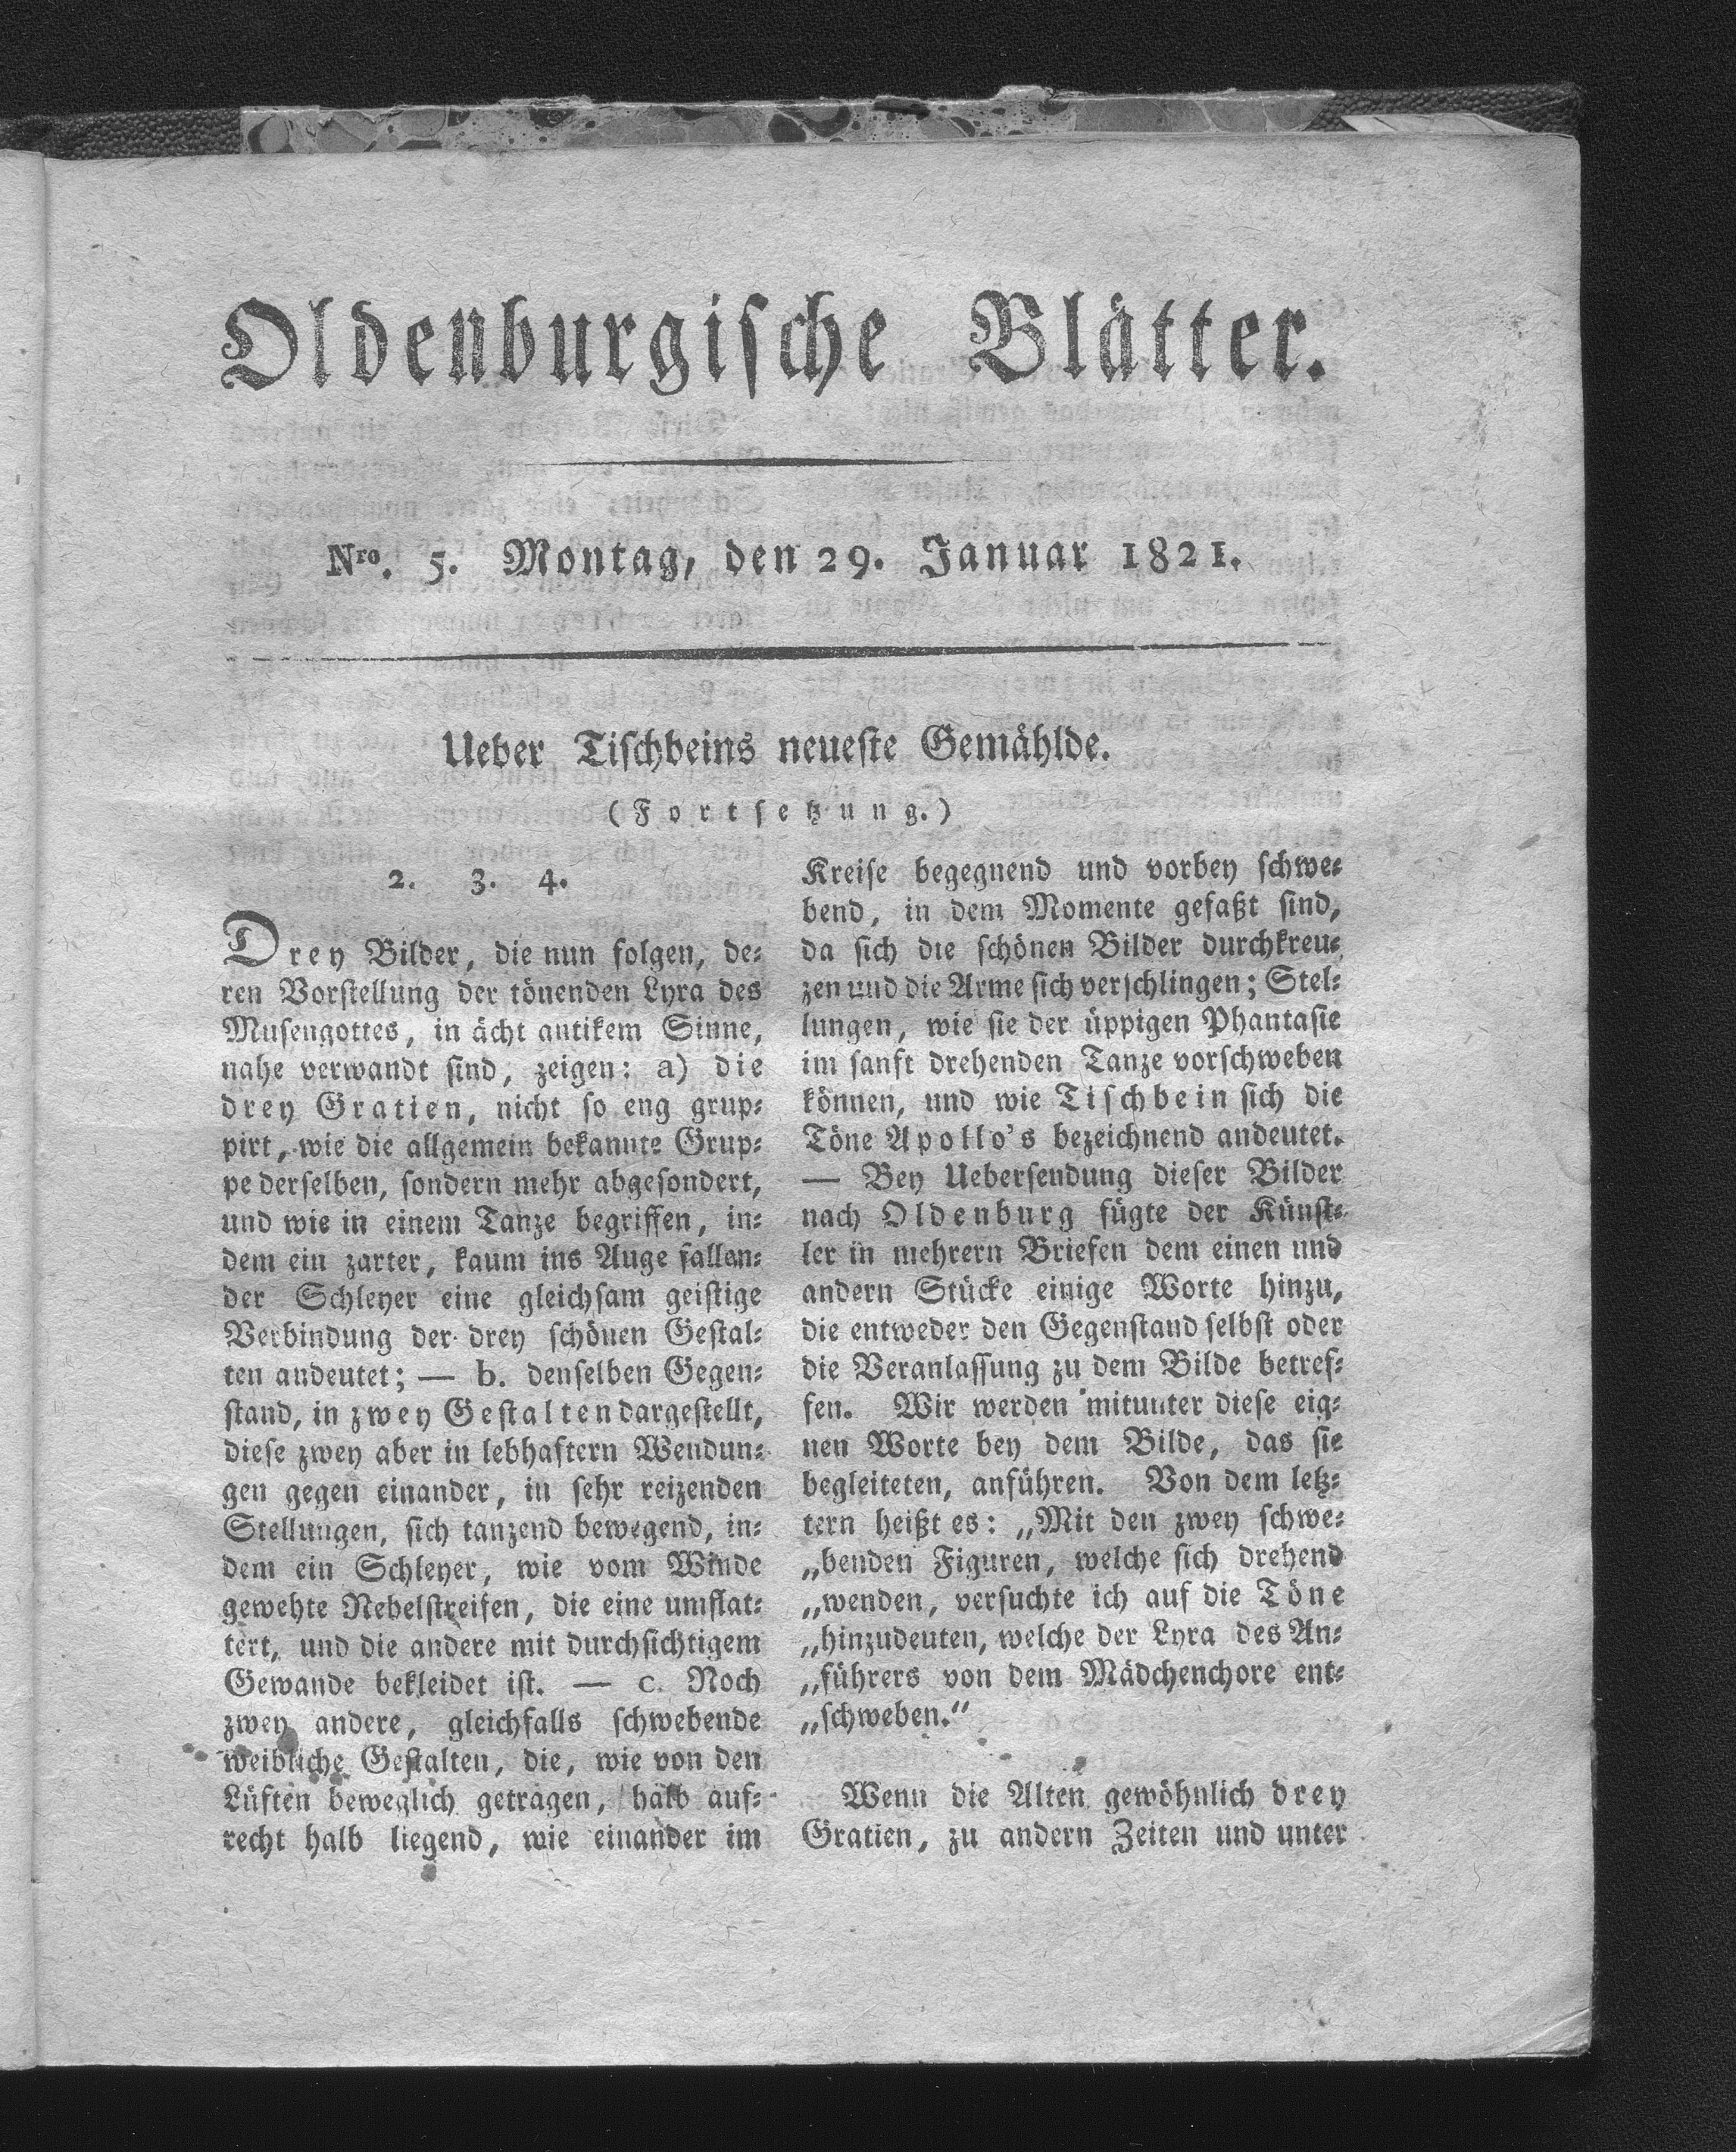 Oldenburgische Blätter.
Nro. 5. Montag, den 29. Januar 1821.
Ueber Tischbeins neueste Gemählde.
(Fortsetzung.)
2. 3. 4.
Drey Bilder, die nun folgen, de-
ren Vorstellung der tönenden Lyra des
Musengottes, in ächt antikem Sinne,
nahe verwandt sind, zeigen: a) die
drey Gratien, nicht so eng grup-
pirt, wie die allgemein bekannte Grup-
pe derselben, sondern mehr abgesondert,
und wie in einem Tanze begriffen, in-
dem ein zarter, kaum ins Auge fallen-
der Schleyer eine gleichsam geistige
Verbindung der drey schönen Gestal-
ten andeutet; — b. denselben Gegen-
stand, in zwey Gestalten dargestellt,
diese zwey aber in lebhaftern Wendun-
gen gegen einander, in sehr reizenden
Stellungen, sich tanzend bewegend, in-
dem ein Schleyer, wie vom Winde
gewehte Nebelstreifen, die eine umflat-
tert, und die andere mit durchsichtigem
Gewande bekleidet ist. — c. Noch
zwey andere, gleichfalls schwebende
weibliche Gestalten, die, wie von den
Lüften beweglich getragen, halb auf-
recht halb liegend, wie einander im
Kreise begegnend und vorbey schwe-
bend, in dem Momente gefaßt sind,
da sich die schönen Bilder durchkreu-
zen und die Arme sich verschlingen; Stel-
lungen, wie sie der üppigen Phantasie
im sanft drehenden Tanze vorschweben
können, und wie Tischbein sich die
Töne Apollo's bezeichnend andeutet.
— Bey Uebersendung dieser Bilder
nach Oldenburg fügte der Künst-
ler in mehrern Briefen dem einen und
andern Stücke einige Worte hinzu,
die entweder den Gegenstand selbst oder
die Veranlassung zu dem Bilde betref-
fen. Wir werden mitunter diese eig-
nen Worte bey dem Bilde, das sie
begleiteten, anführen. Von dem letz-
tern heißt es: „Mit den zwey schwe-
„benden Figuren, welche sich drehend
„wenden, versuchte ich auf die Töne
„hinzudeuten, welche der Lyra des An-
„führers von dem Mädchenchore ent-
„schweben.“
Wenn die Alten gewöhnlich drey
Gratien, zu andern Zeiten und unter